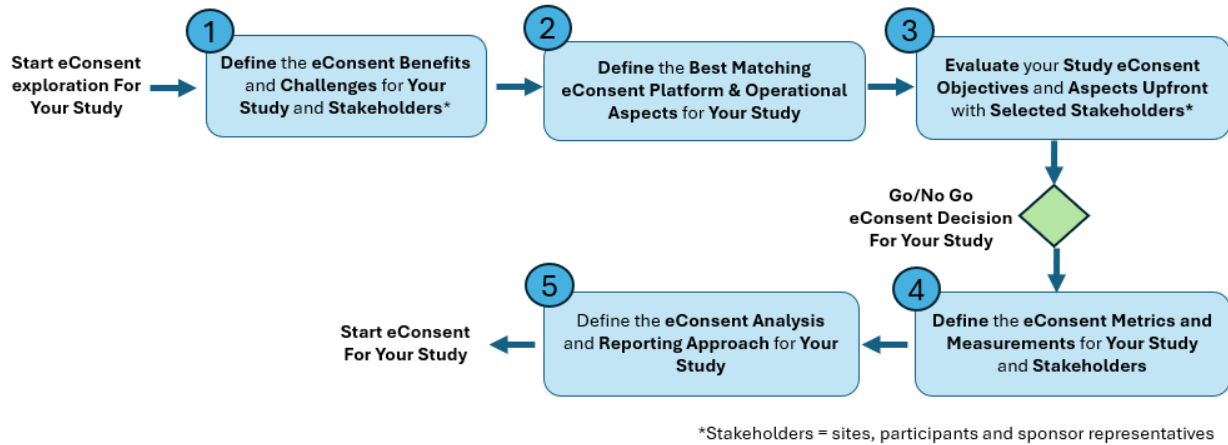 Start eConsent
exploration For
Your Study
1
Define the eConsent Benefits
and Challenges for Your
Study and Stakeholders*
2
Define the Best Matching
eConsent Platform & Operational
Aspects for Your Study
3
Evaluate your Study eConsent
Objectives and Aspects Upfront
with Selected Stakeholders*
Go/No Go
eConsent Decision
For Your Study
4
Define the eConsent Metrics and
Measurements for Your Study
and Stakeholders
5
Define the eConsent Analysis
and Reporting Approach for Your
Study
Start eConsent
For Your Study
*Stakeholders = sites, participants and sponsor representatives